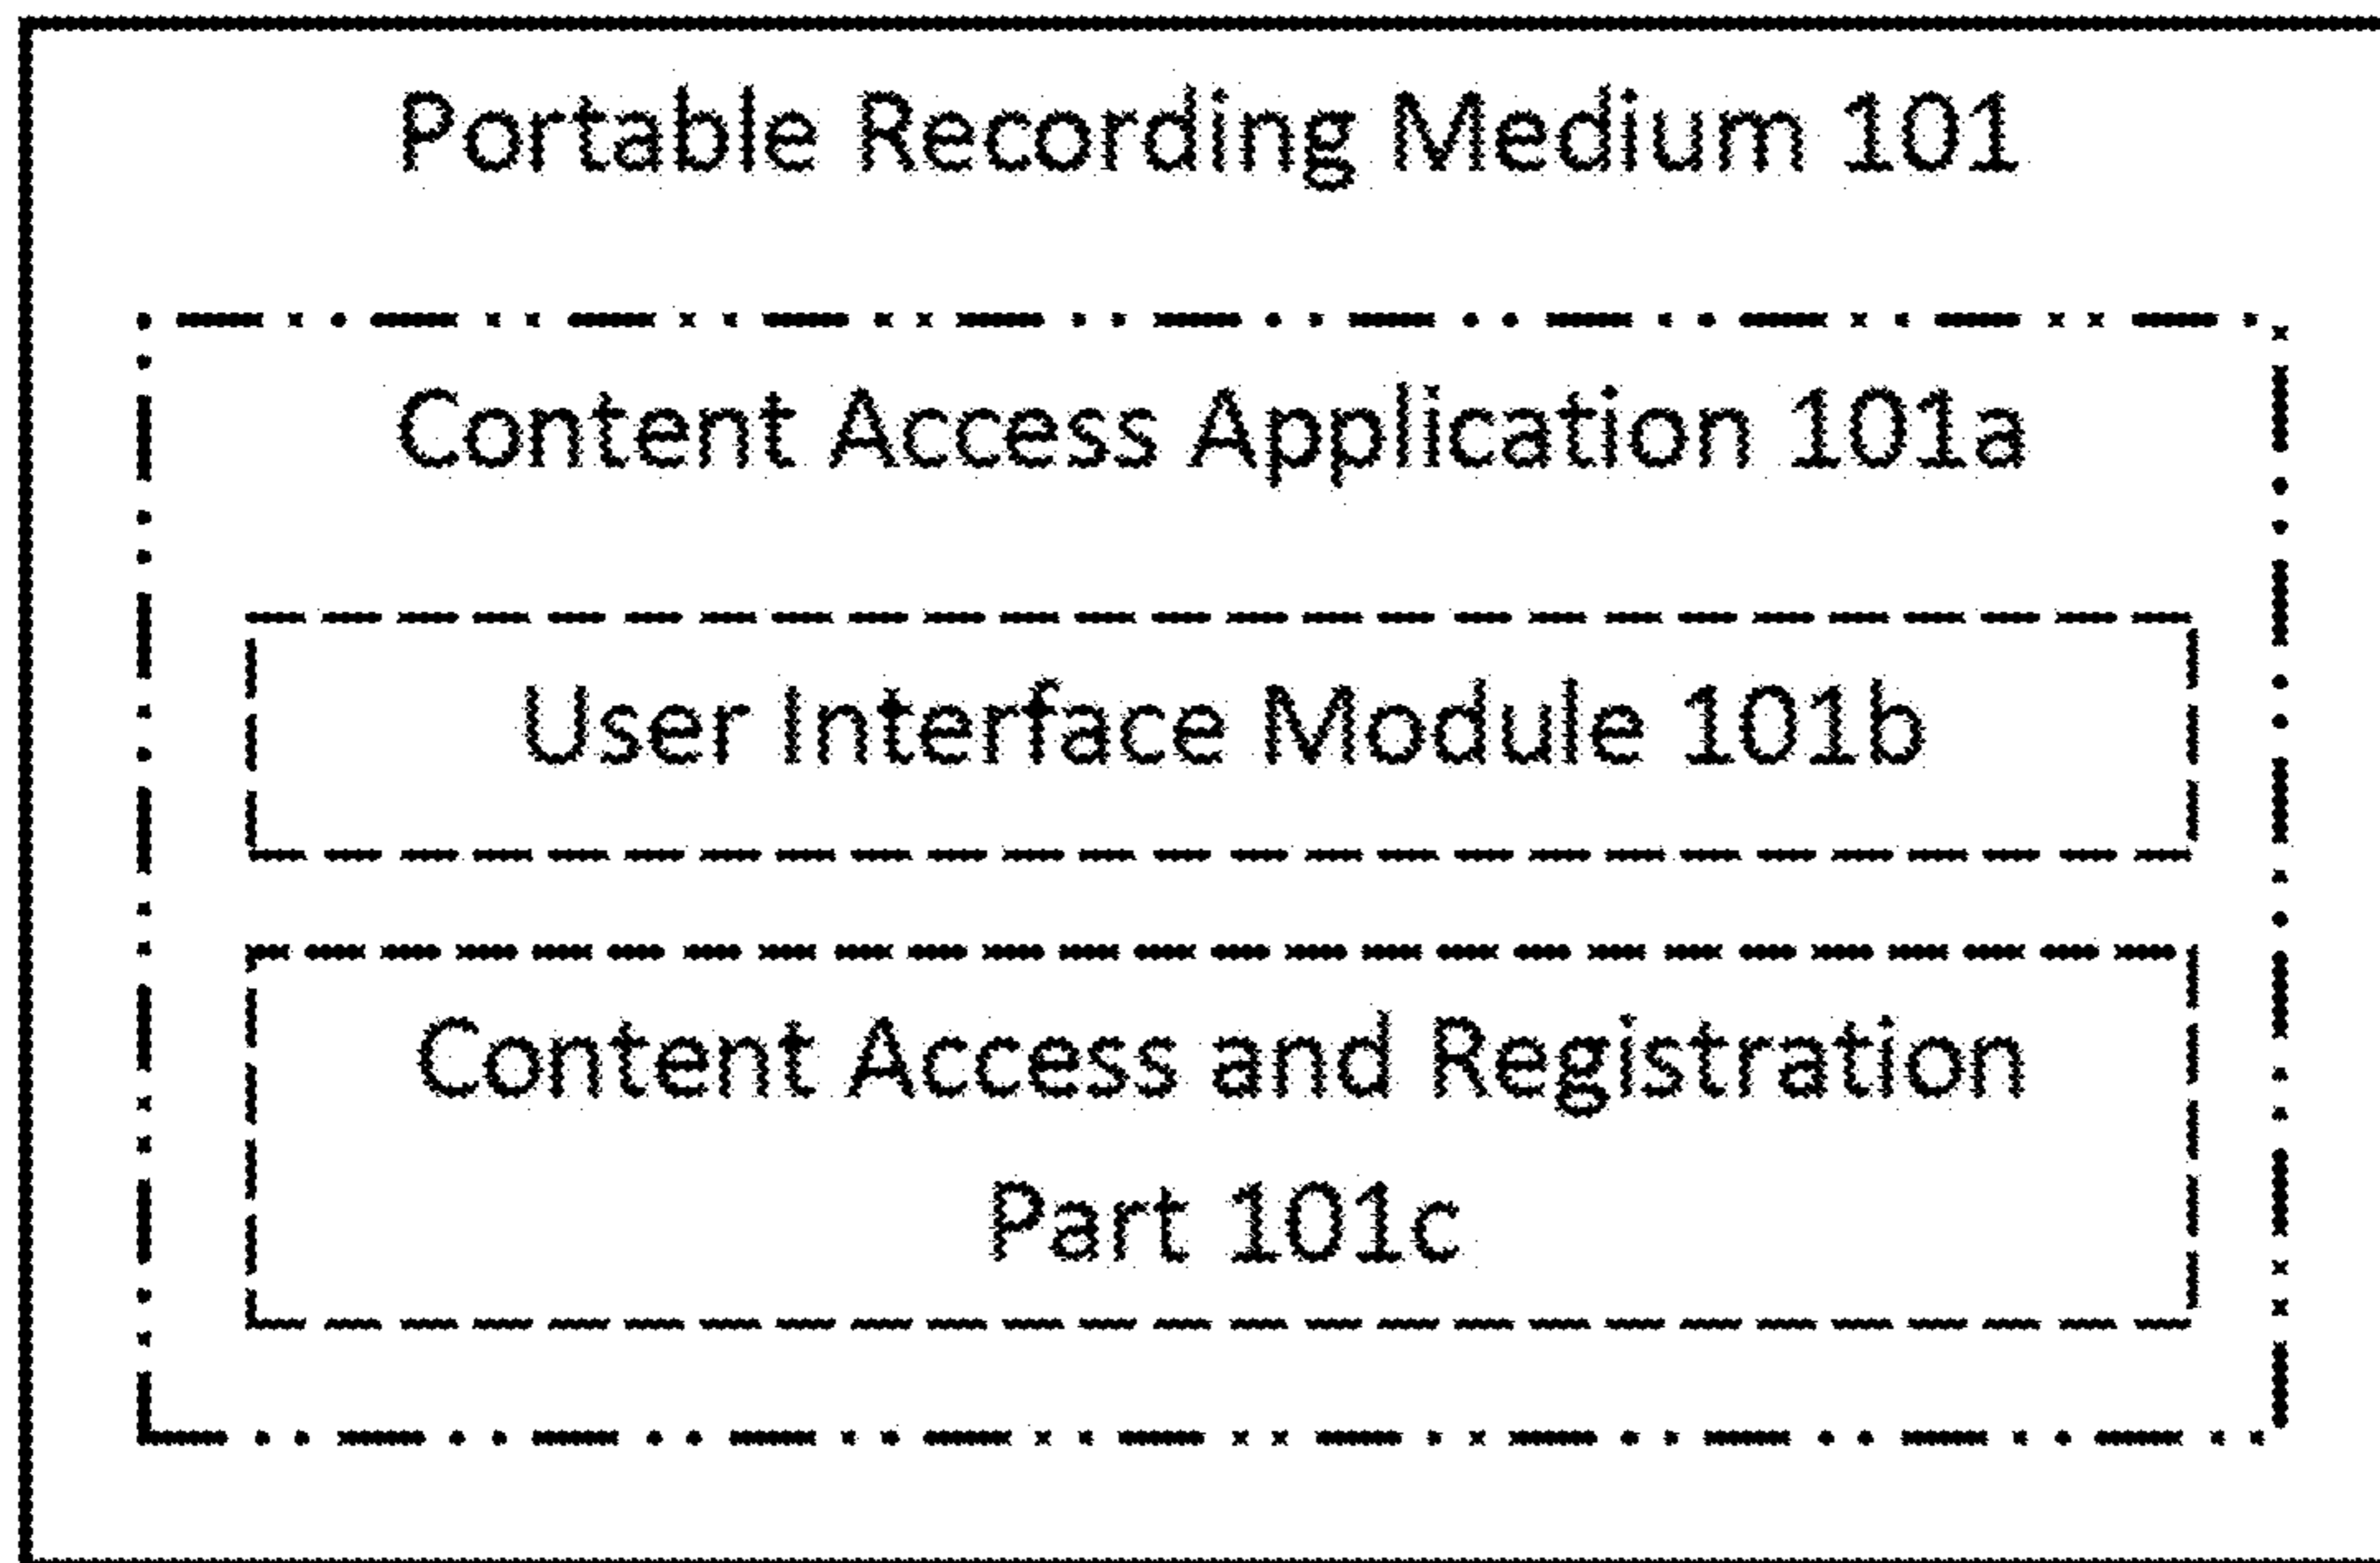 Portable Recording Medium 101
Content Access Application 101a
User Interface Module 101b
Content Access and Registration
Part 101c